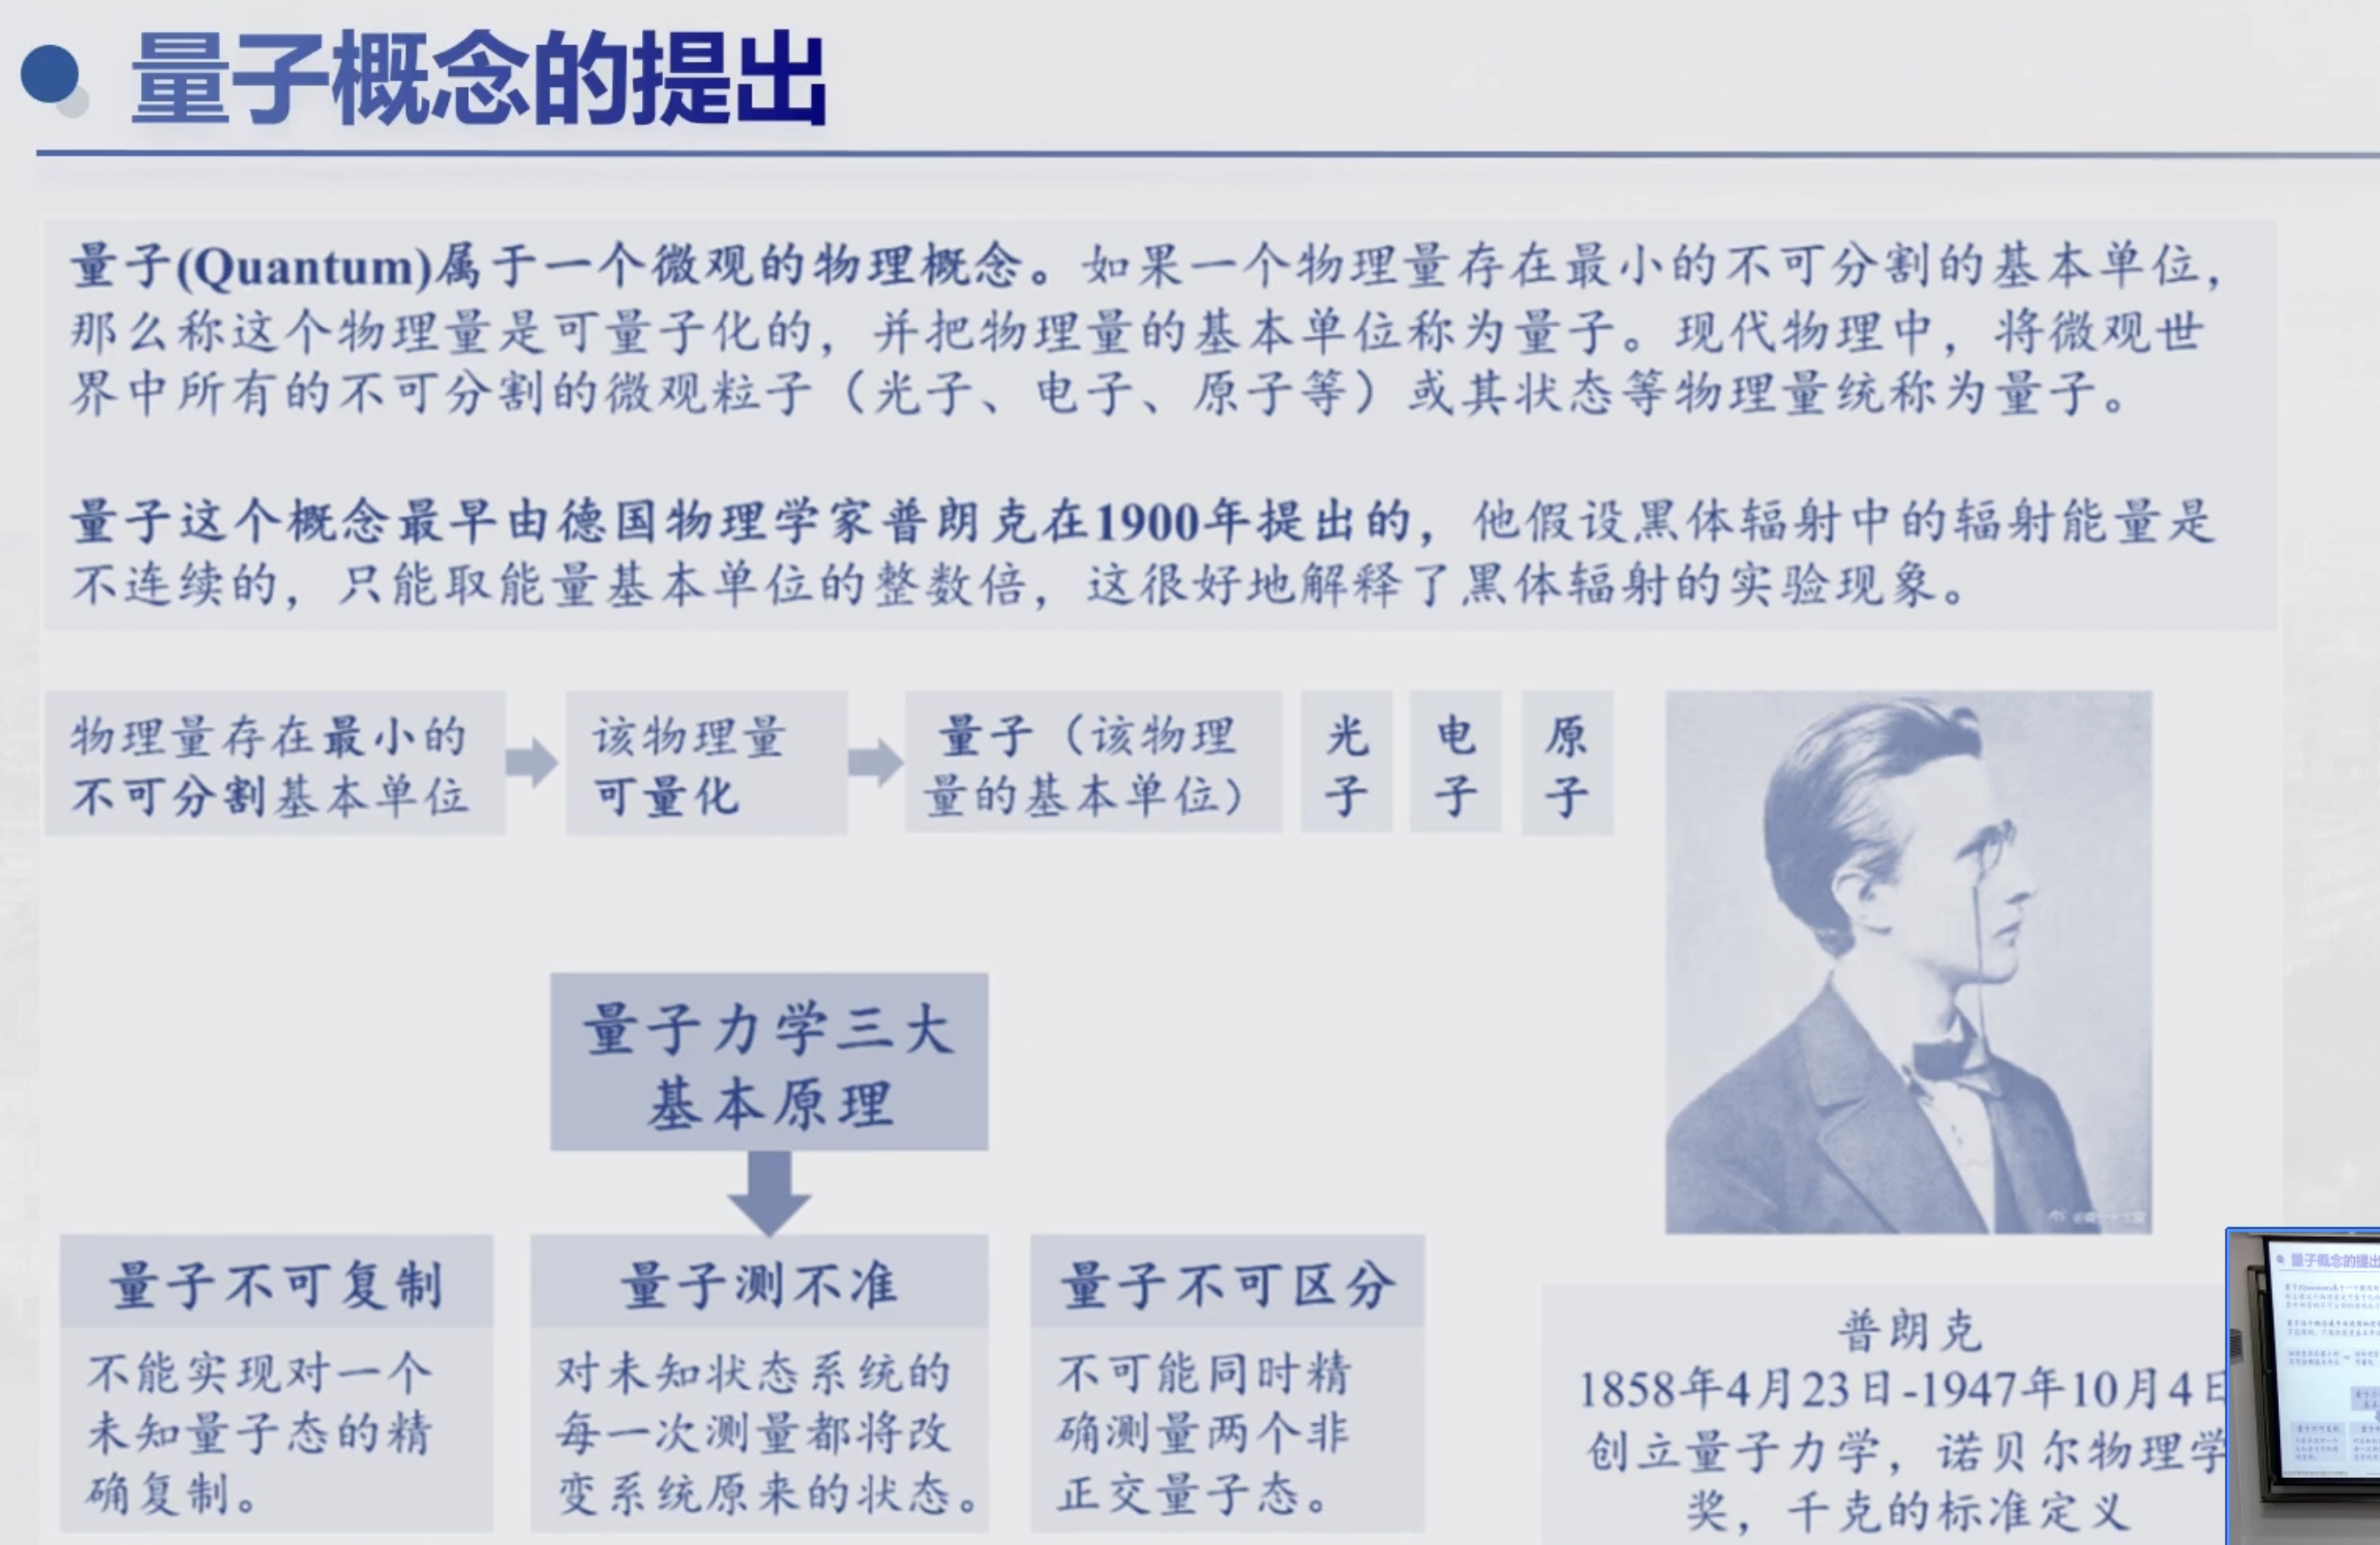 量子概念的提出
量子(Quantum)属于一个微观的物理概念。如果一个物理量存在最小的不可分割的基本单位，
那么称这个物理量是可量子化的，并把物理量的基本单位称为量子。现代物理中，将微观世
界中所有的不可分割的微观粒子（光子、电子、原子等）或其状态等物理量统称为量子。
量子这个概念最早由德国物理学家普朗克在1900年提出的，他假设黑体辐射中的辐射能量是
不连续的，只能取能量基本单位的整数倍，这很好地解释了黑体辐射的实验现象。
物理量存在最小的
不可分割基本单位
该物理量
可量化
量子（该物理
量的基本单位）
光
子
电
子
原
子
量子力学三大
基本原理
量子不可复制
不能实现对一个
未知量子态的精
确复制。
量子测不准
对未知状态系统的
每一次测量都将改
变系统原来的状态。
量子不可区分
不可能同时精
确测量两个非
正交量子态。
普朗克
1858年4月23日-1947年10月4日
创立量子力学，诺贝尔物理学
奖，千克的标准定义
量子概念的提出